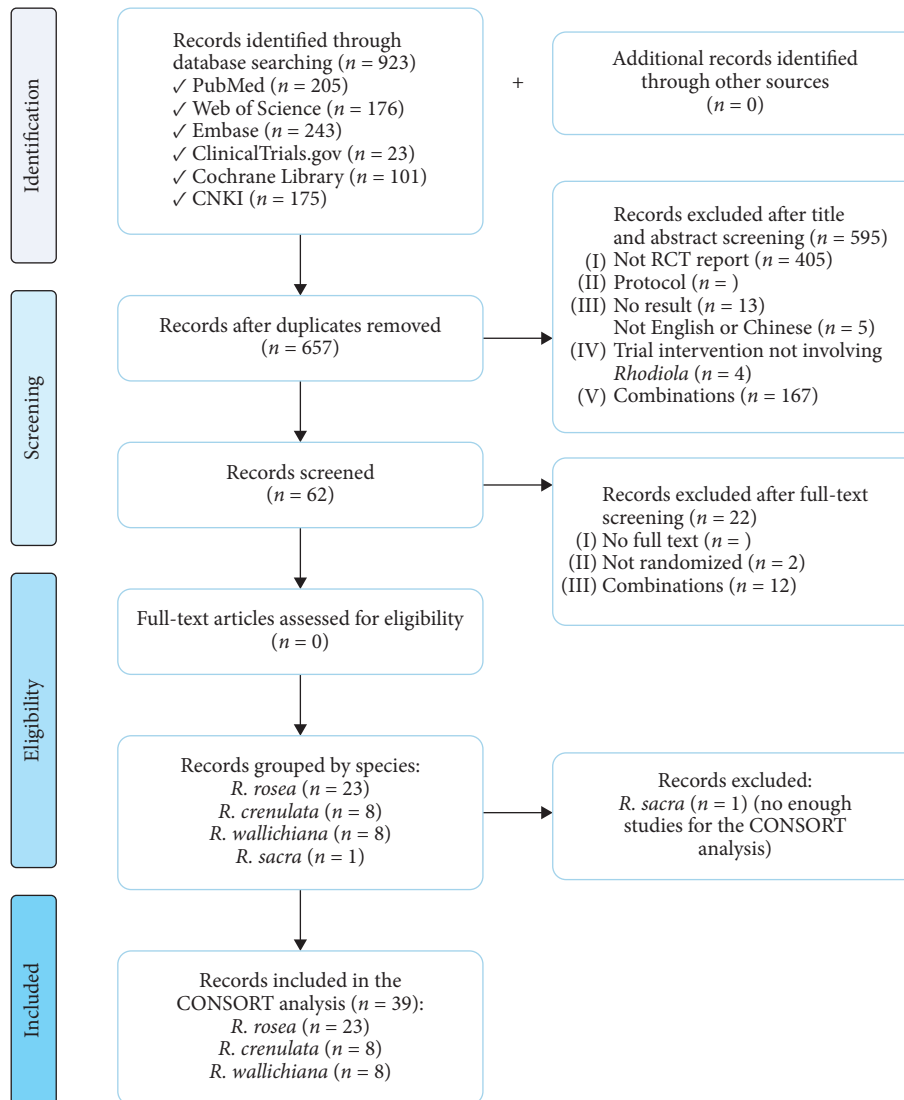 Identification
Records identified through
database searching (n = 923)
✓ PubMed (n = 205)
✓ Web of Science (n = 176)
✓ Embase (n = 243)
✓ ClinicalTrials.gov (n = 23)
✓ Cochrane Library (n = 101)
✓ CNKI (n = 175)
+
Additional records identified
through other sources
(n = 0)
Screening
Records after duplicates removed
(n = 657)
Records excluded after title
and abstract screening (n = 595)
(I) Not RCT report (n = 405)
(II) Protocol (n = )
(III) No result (n = 13)
Not English or Chinese (n = 5)
(IV) Trial intervention not involving
Rhodiola (n = 4)
(V) Combinations (n = 167)
Records screened
(n = 62)
Records excluded after full-text
screening (n = 22)
(I) No full text (n = )
(II) Not randomized (n = 2)
(III) Combinations (n = 12)
Eligibility
Full-text articles assessed for eligibility
(n = 0)
Records grouped by species:
R. rosea (n = 23)
R. crenulata (n = 8)
R. wallichiana (n = 8)
R. sacra (n = 1)
Records excluded:
R. sacra (n = 1) (no enough
studies for the CONSORT
analysis)
Included
Records included in the
CONSORT analysis (n = 39):
R. rosea (n = 23)
R. crenulata (n = 8)
R. wallichiana (n = 8)